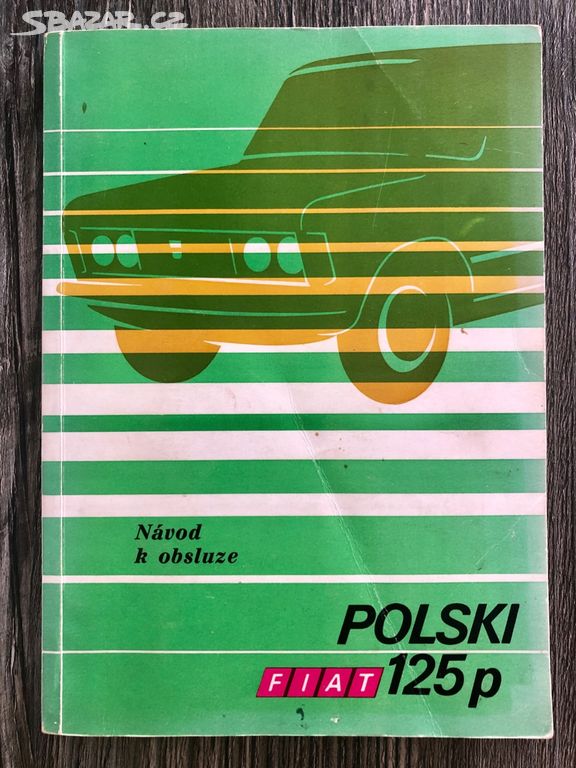 SBAZAR.CZ
Návod
k obsluze
POLSKI
FIAT 125p